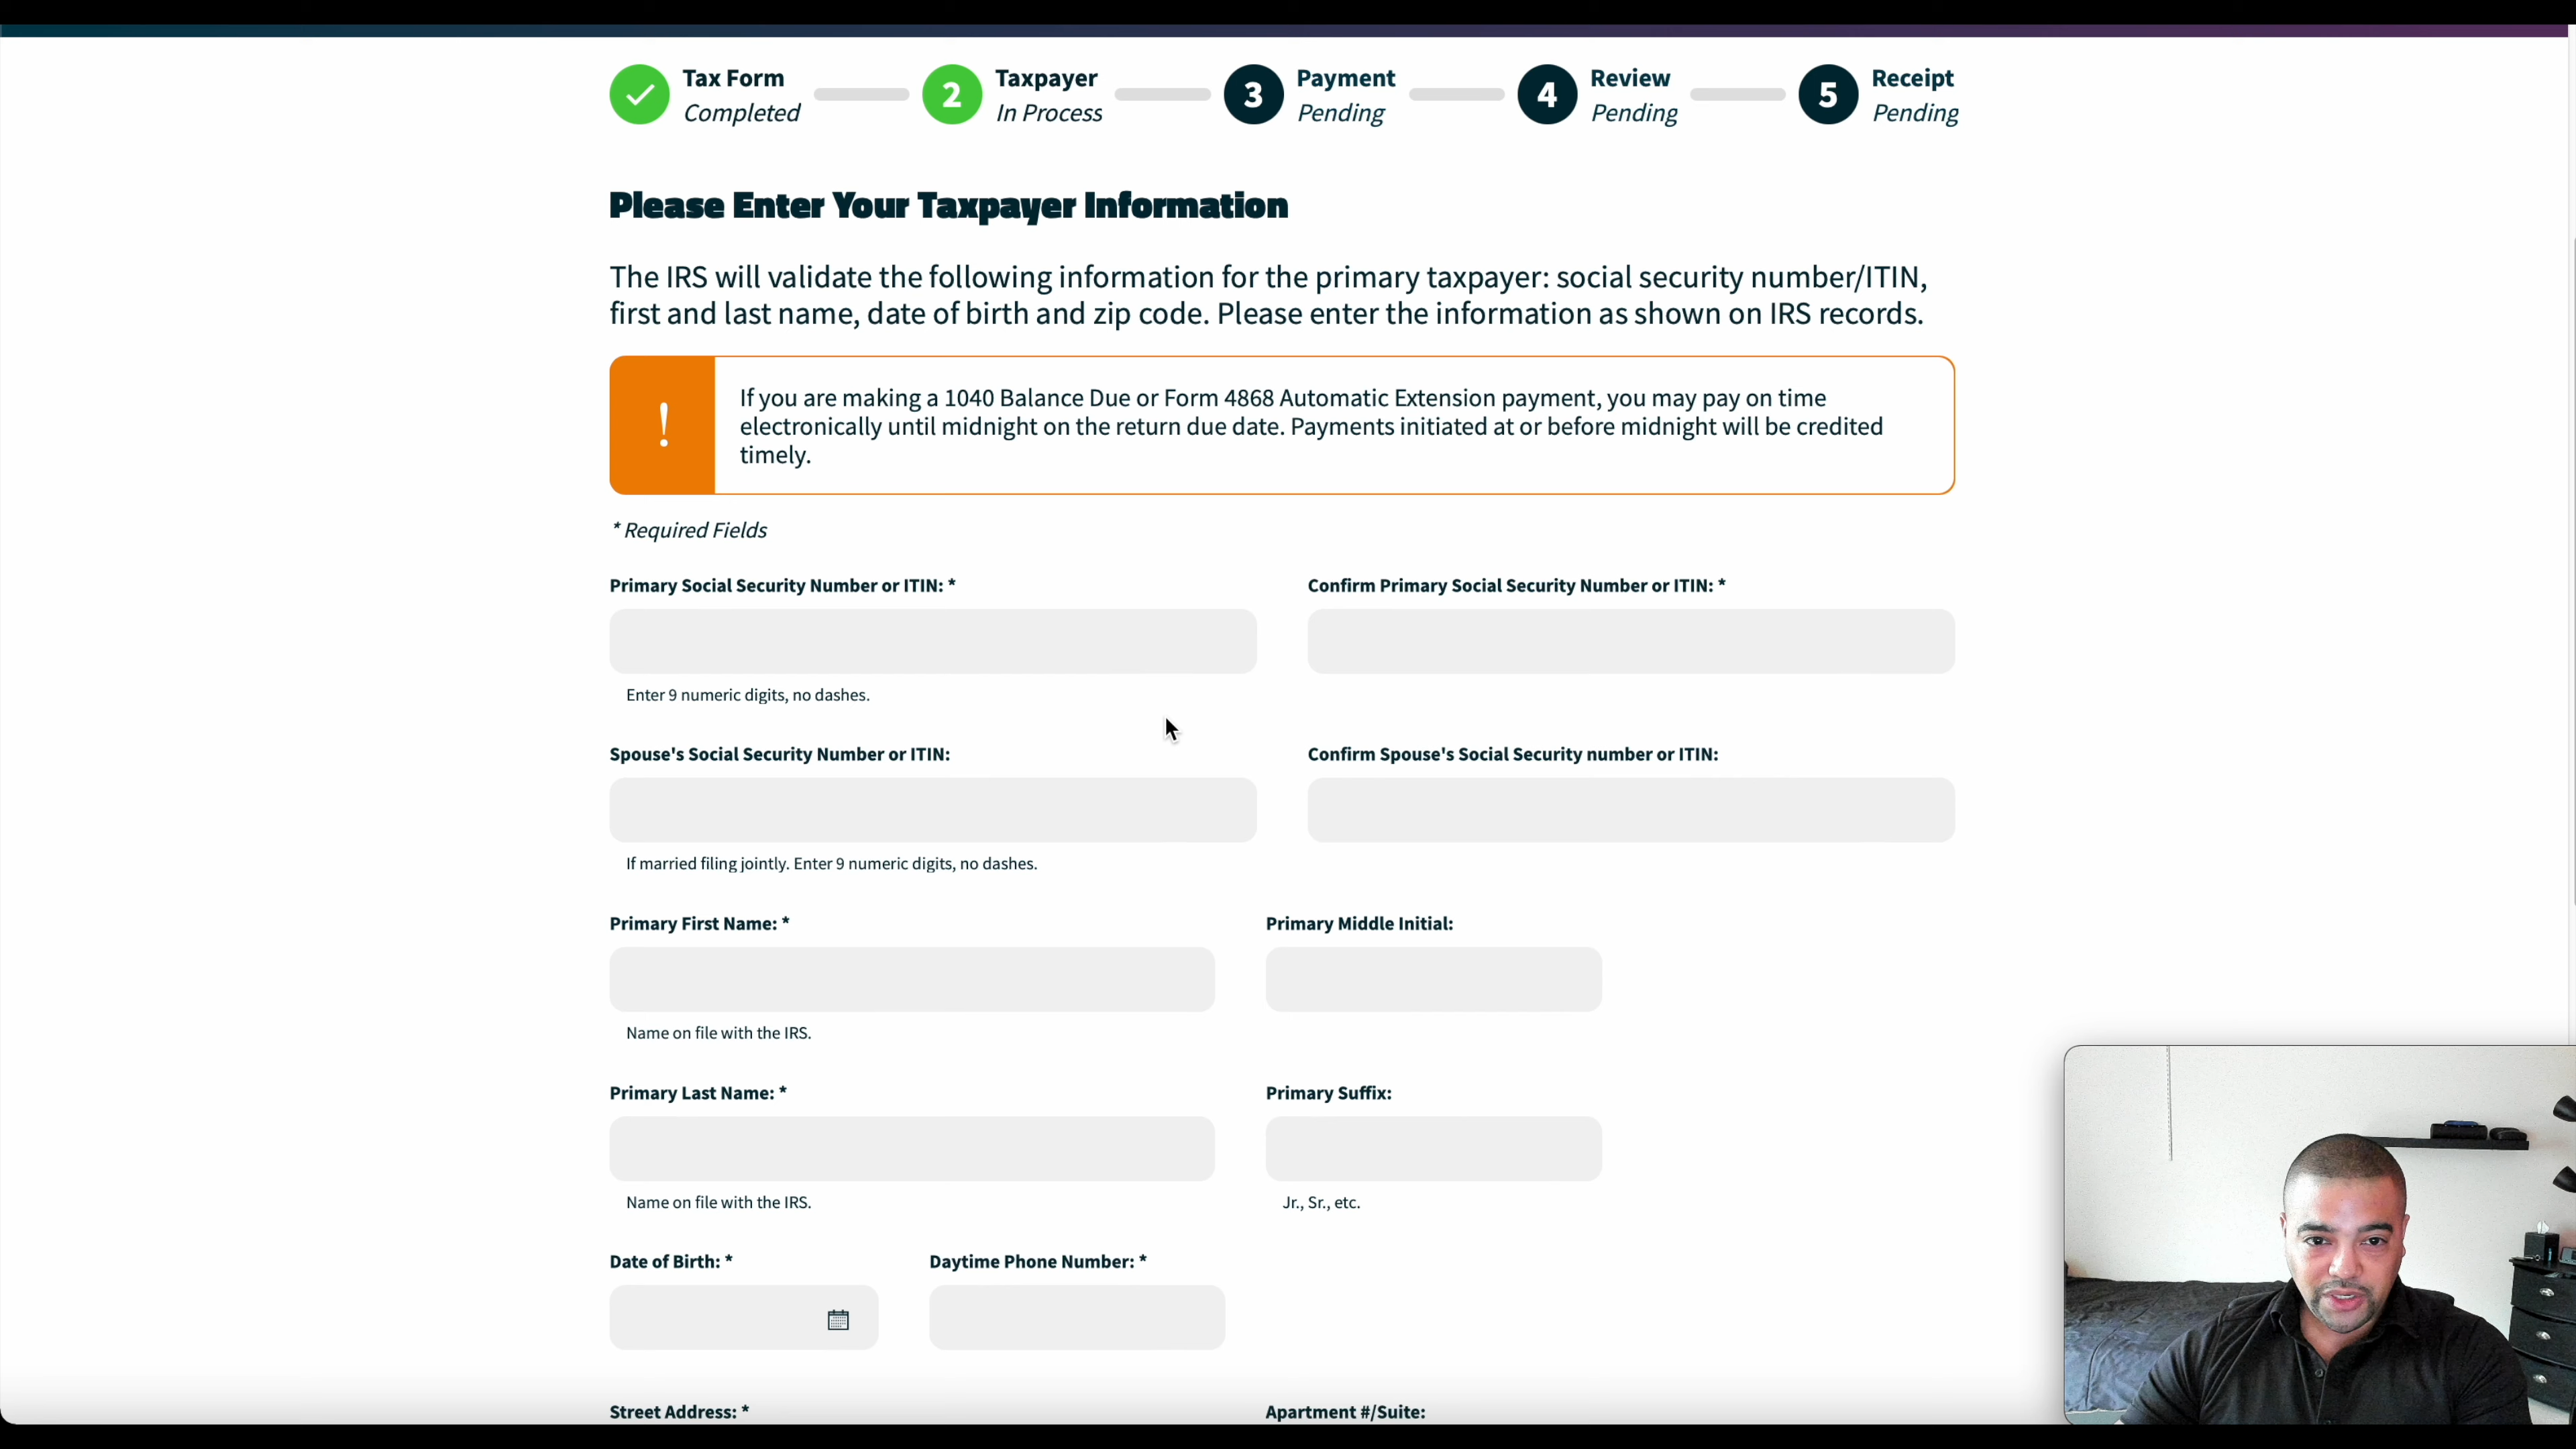 Tax Form
Completed
2
Taxpayer
In Process
3
Payment
Pending
4
Review
Pending
5
Receipt
Pending
Please Enter Your Taxpayer Information
The IRS will validate the following information for the primary taxpayer: social security number/ITIN,
first and last name, date of birth and zip code. Please enter the information as shown on IRS records.
!
If you are making a 1040 Balance Due or Form 4868 Automatic Extension payment, you may pay on time
electronically until midnight on the return due date. Payments initiated at or before midnight will be credited
timely.
* Required Fields
Primary Social Security Number or ITIN: *
Confirm Primary Social Security Number or ITIN: *
Enter 9 numeric digits, no dashes.
Spouse's Social Security Number or ITIN:
Confirm Spouse's Social Security number or ITIN:
If married filing jointly. Enter 9 numeric digits, no dashes.
Primary First Name: *
Primary Middle Initial:
Name on file with the IRS.
Primary Last Name: *
Primary Suffix:
Name on file with the IRS.
Jr., Sr., etc.
Date of Birth: *
Daytime Phone Number: *
Street Address: *
Apartment #/Suite: